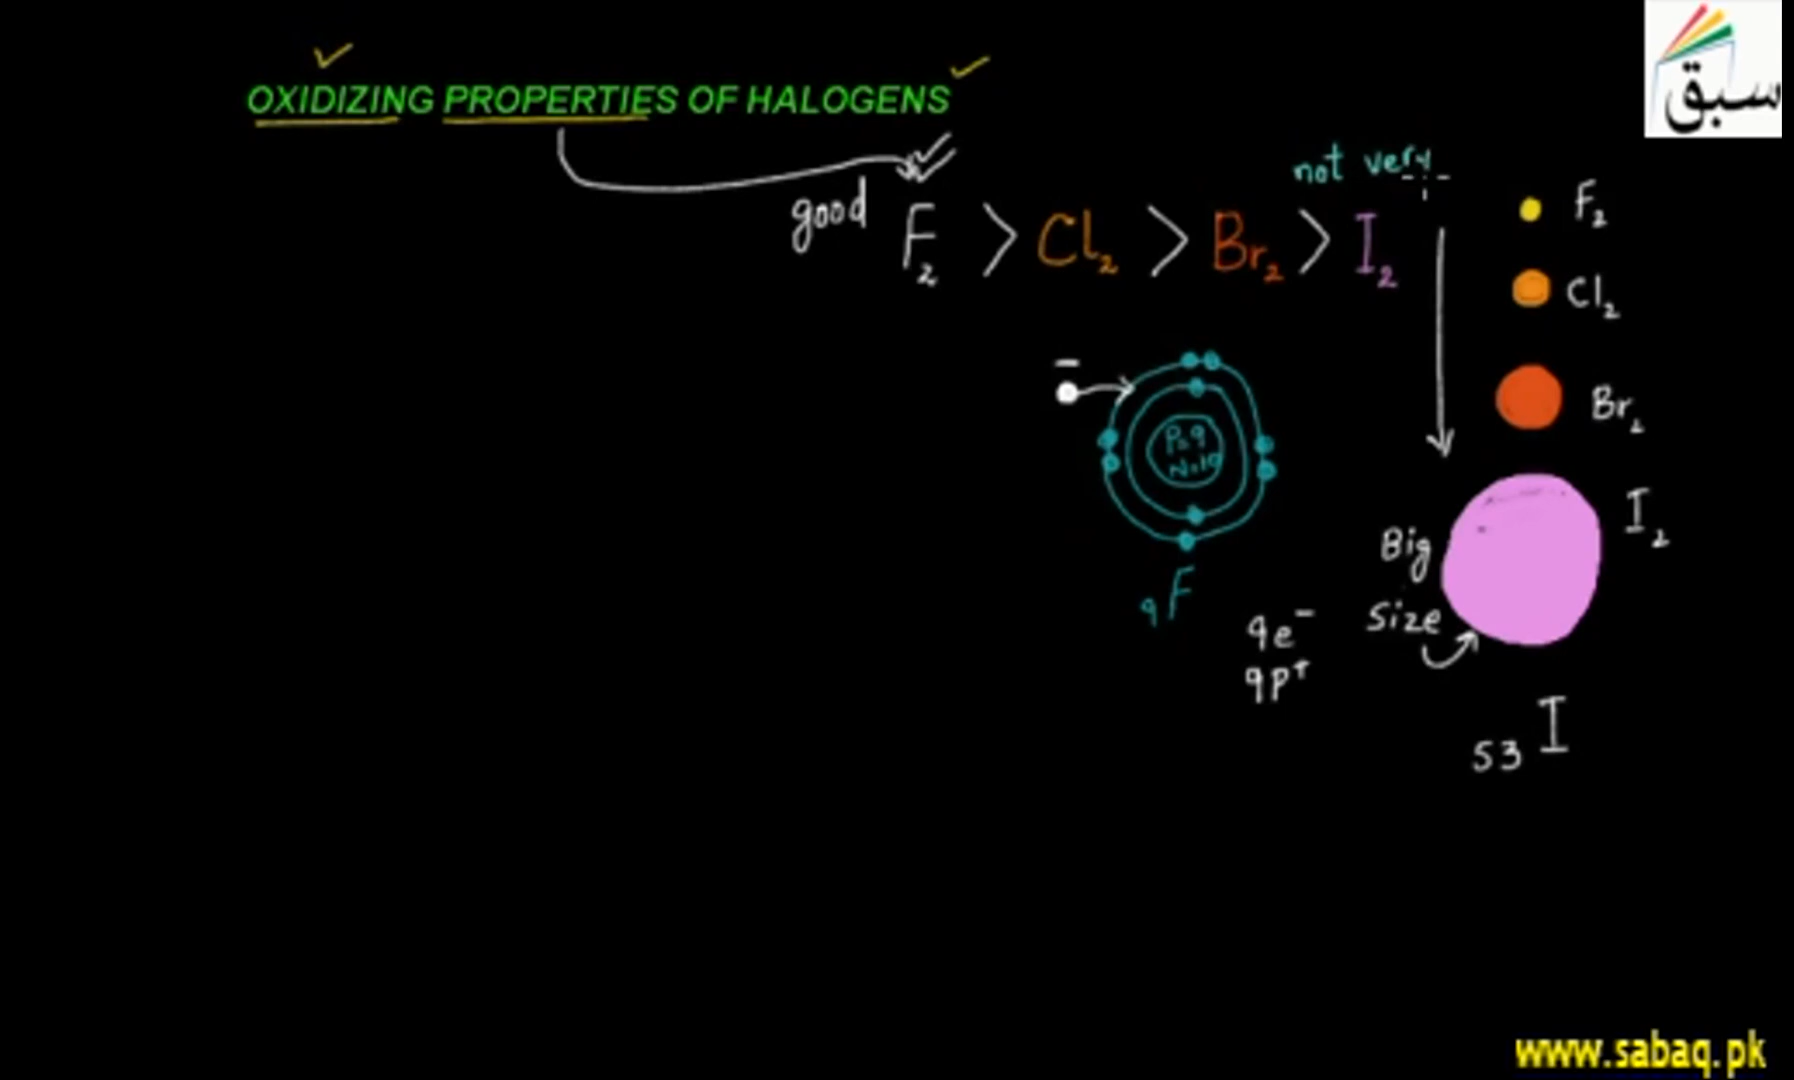 OXIDIZING PROPERTIES OF HALOGENS
سبق
not very
good F2 > Cl2 > Br2 > I2
F2
Cl2
Br2
I2
P=9
N=10
9F
9e-
9p+
Big
Size
53 I
www.sabaq.pk